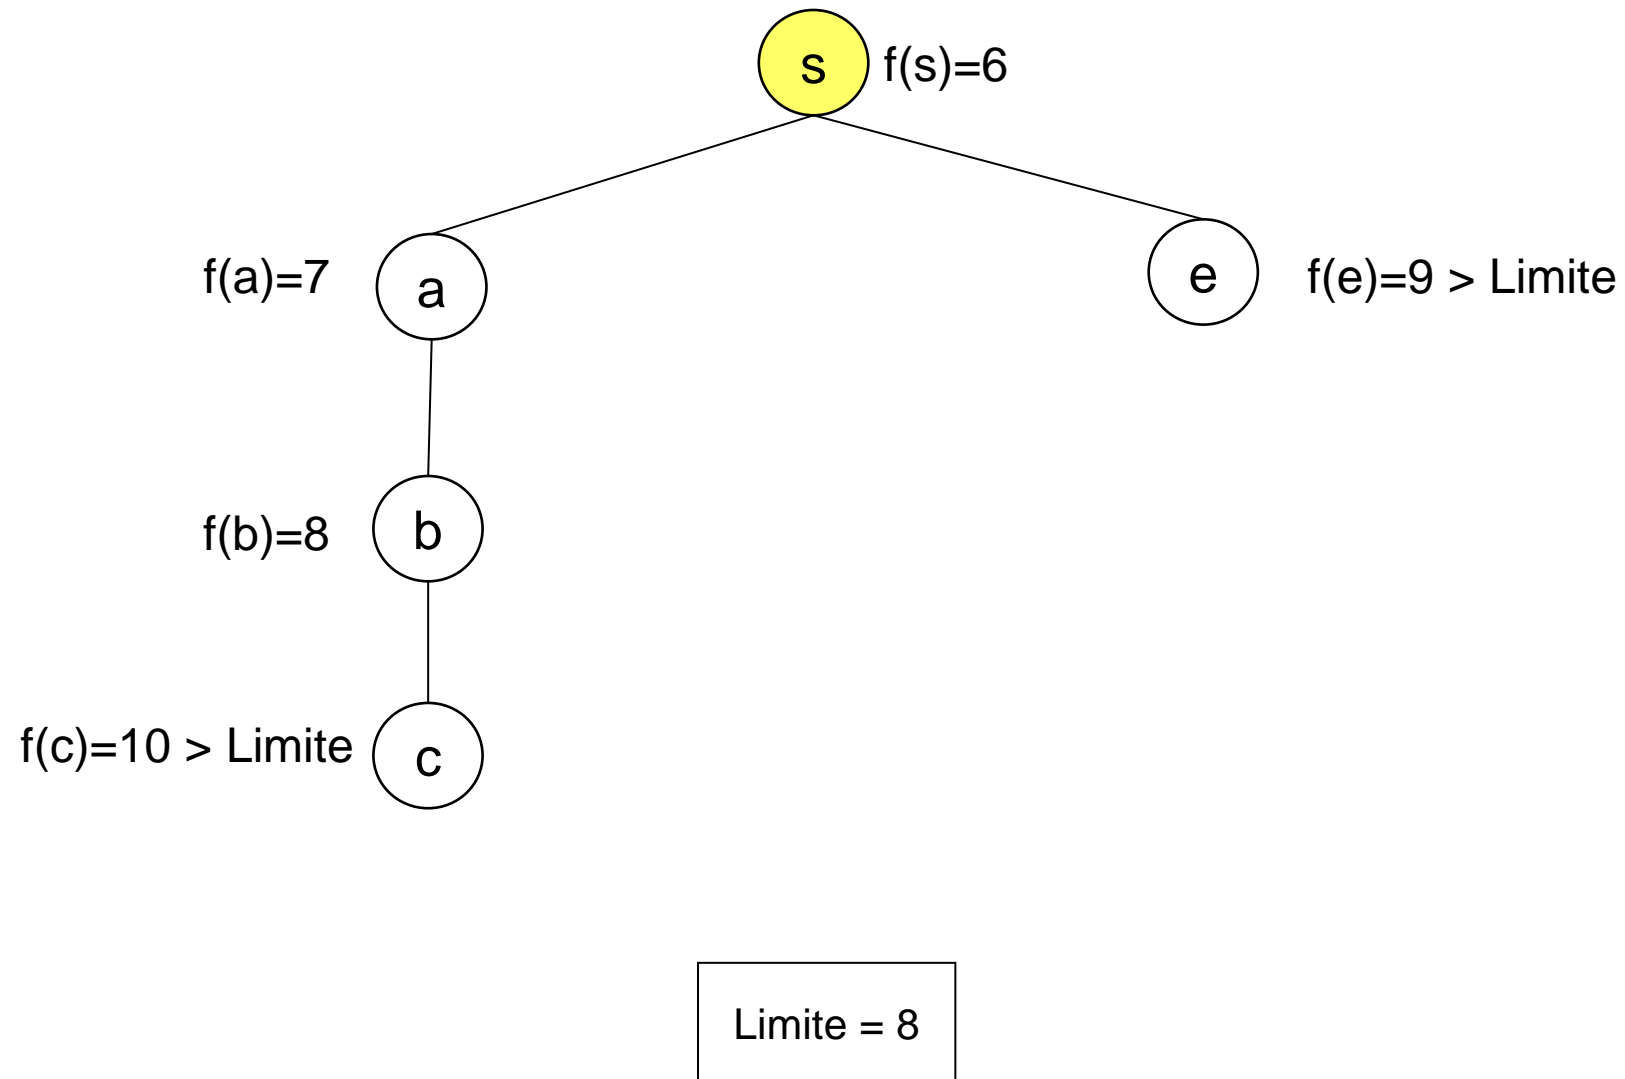 s
f(s)=6
f(a)=7
a
e
f(e)=9 > Limite
f(b)=8
b
f(c)=10 > Limite
c
Limite = 8